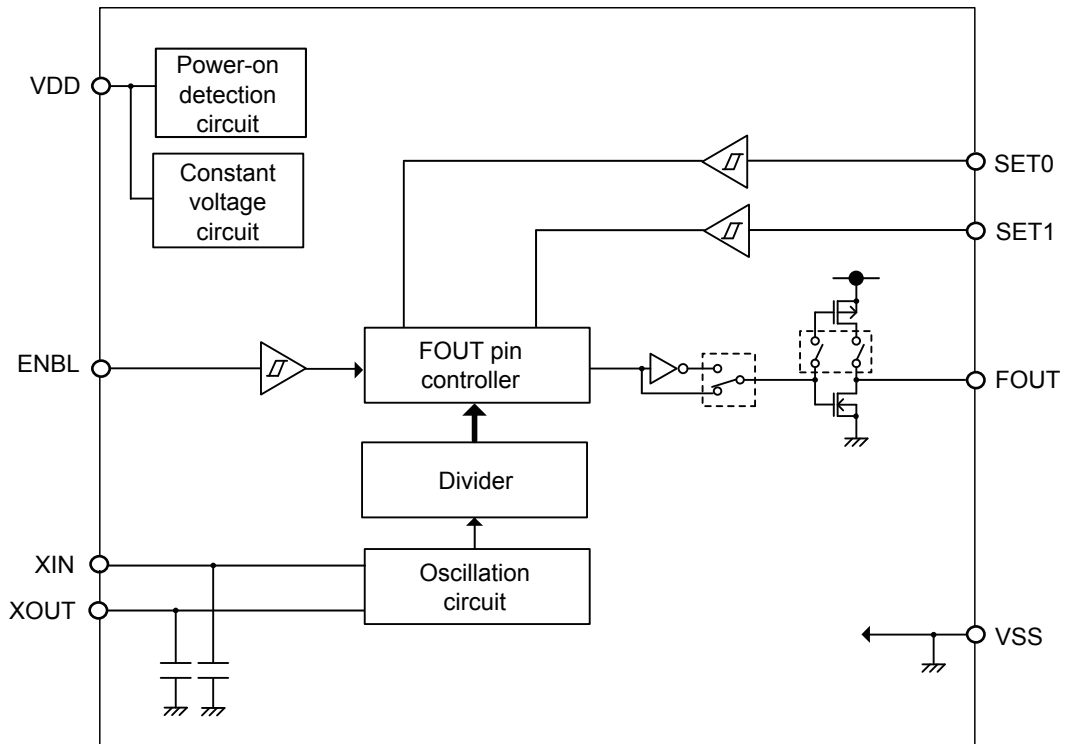 VDD
Power-on
detection
circuit
Constant
voltage
circuit
SET0
SET1
ENBL
FOUT pin
controller
FOUT
Divider
XIN
XOUT
Oscillation
circuit
VSS